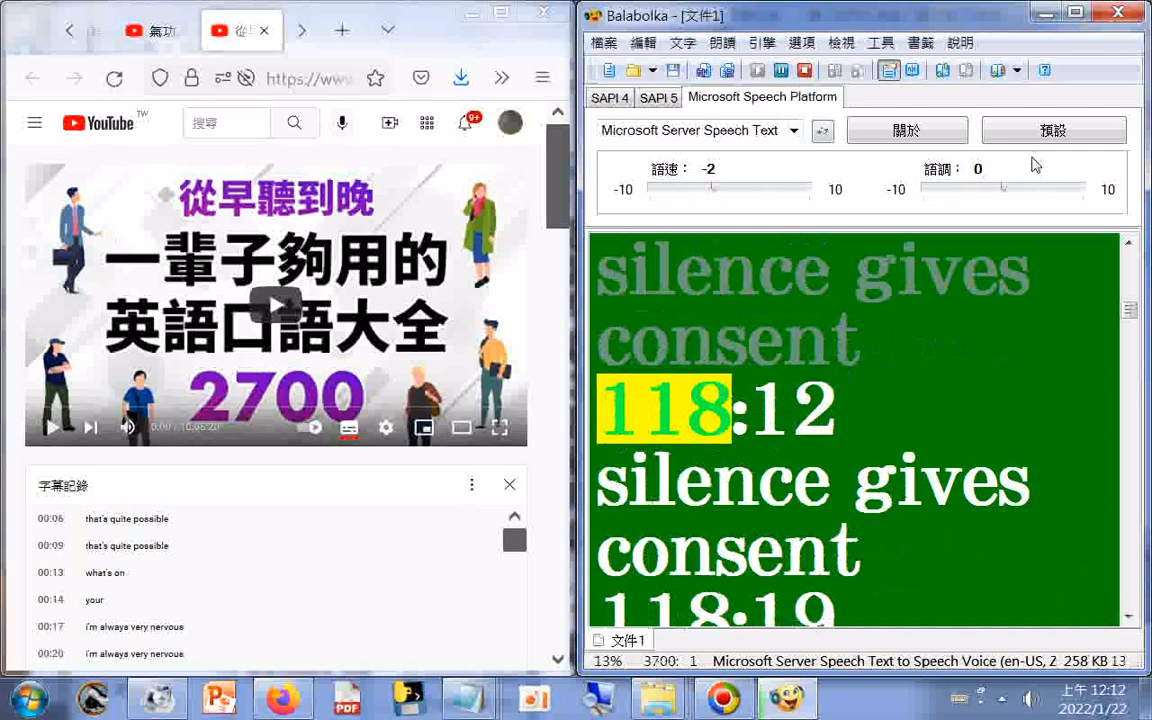 氣功
從!
https://www
YouTube TW
搜尋
9+
從早聽到晚
一輩子夠用的
英語口語大全
2700
0:00 / 10:06:20
字幕記錄
00:06 that's quite possible
00:09 that's quite possible
00:13 what's on
00:14 your
00:17 i'm always very nervous
00:20 i'm always very nervous
Balabolka - [文件1]
檔案 編輯 文字 朗讀 引擎 選項 檢視 工具 書籤 說明
SAPI 4 SAPI 5 Microsoft Speech Platform
Microsoft Server Speech Text
關於
預設
語速： -2
語調： 0
-10 10 -10 10
silence gives
consent
118:12
silence gives
consent
118:19
文件1
13% 3700: 1 Microsoft Server Speech Text to Speech Voice (en-US, Z 258 KB 13
PDF
上午 12:12
2022/1/22